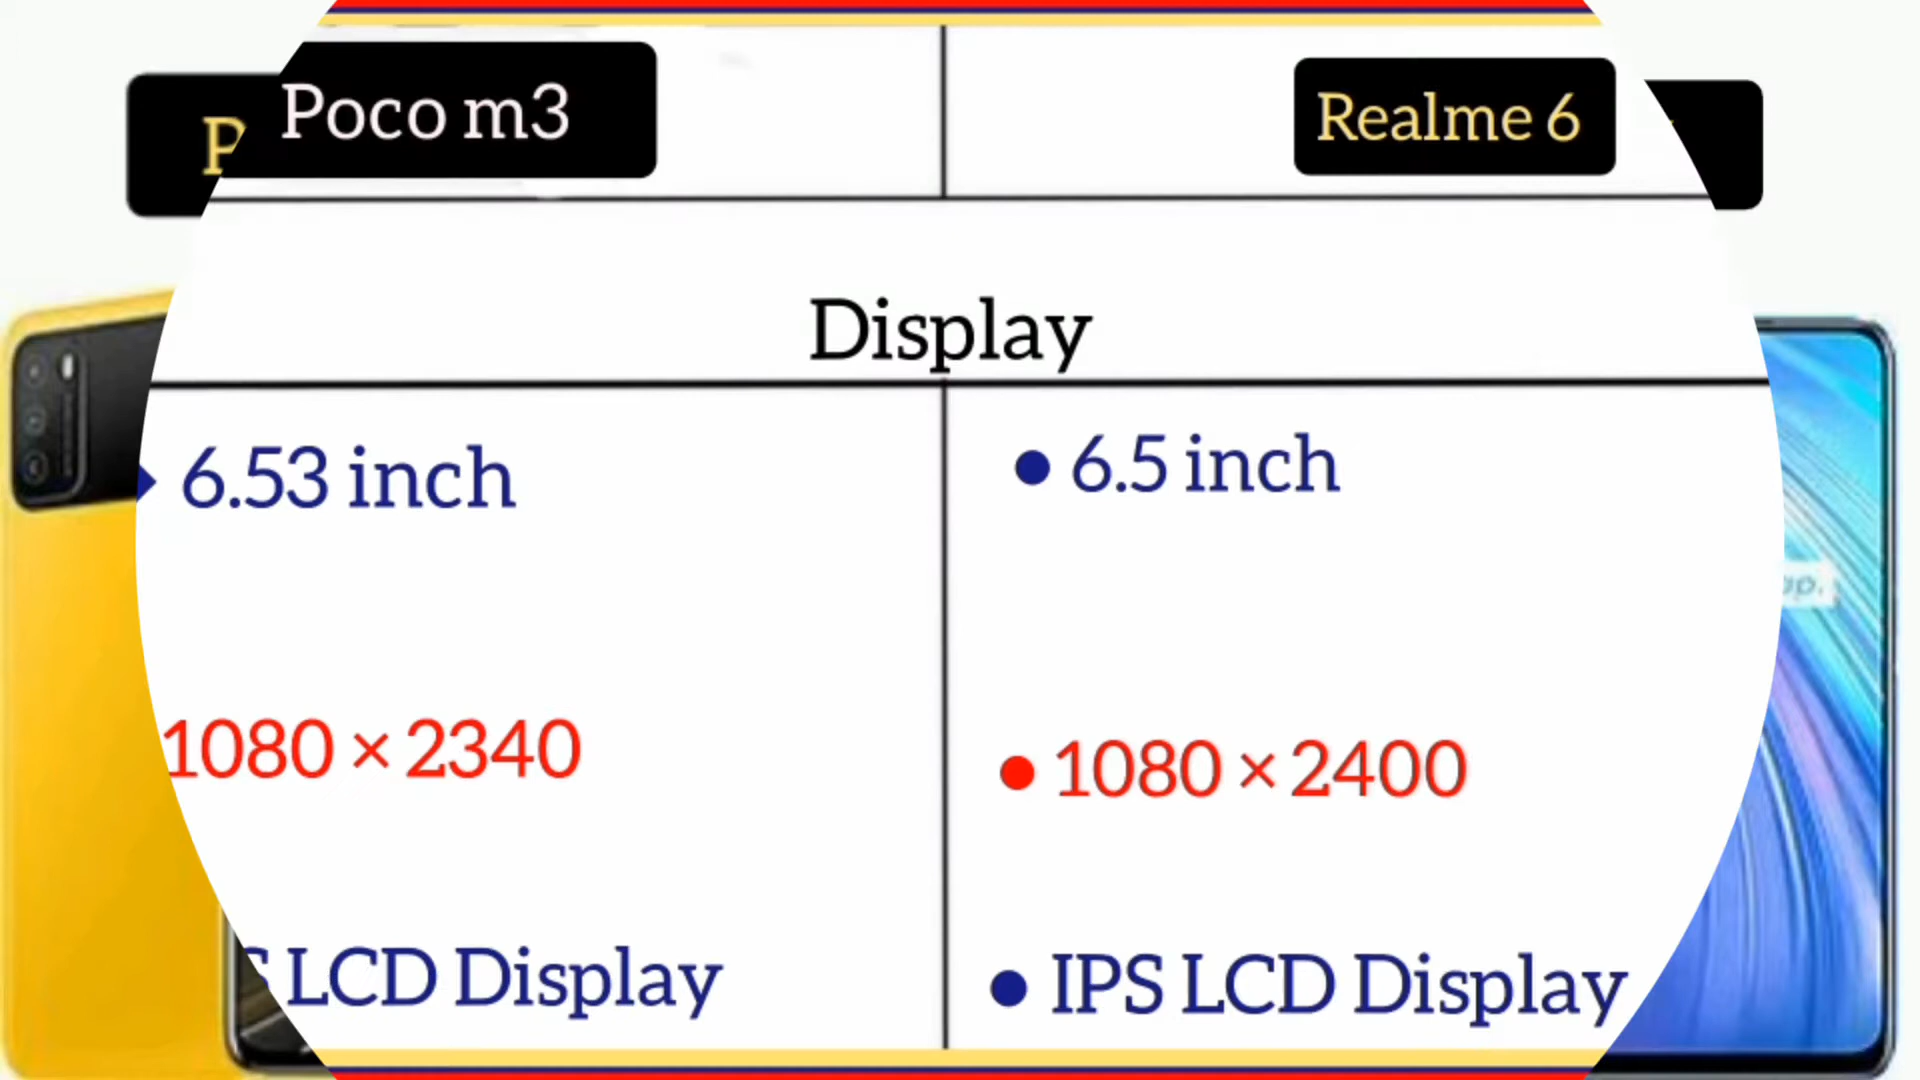 Poco m3
Realme 6
Display
6.53 inch
6.5 inch
1080 × 2340
1080 × 2400
LCD Display
IPS LCD Display